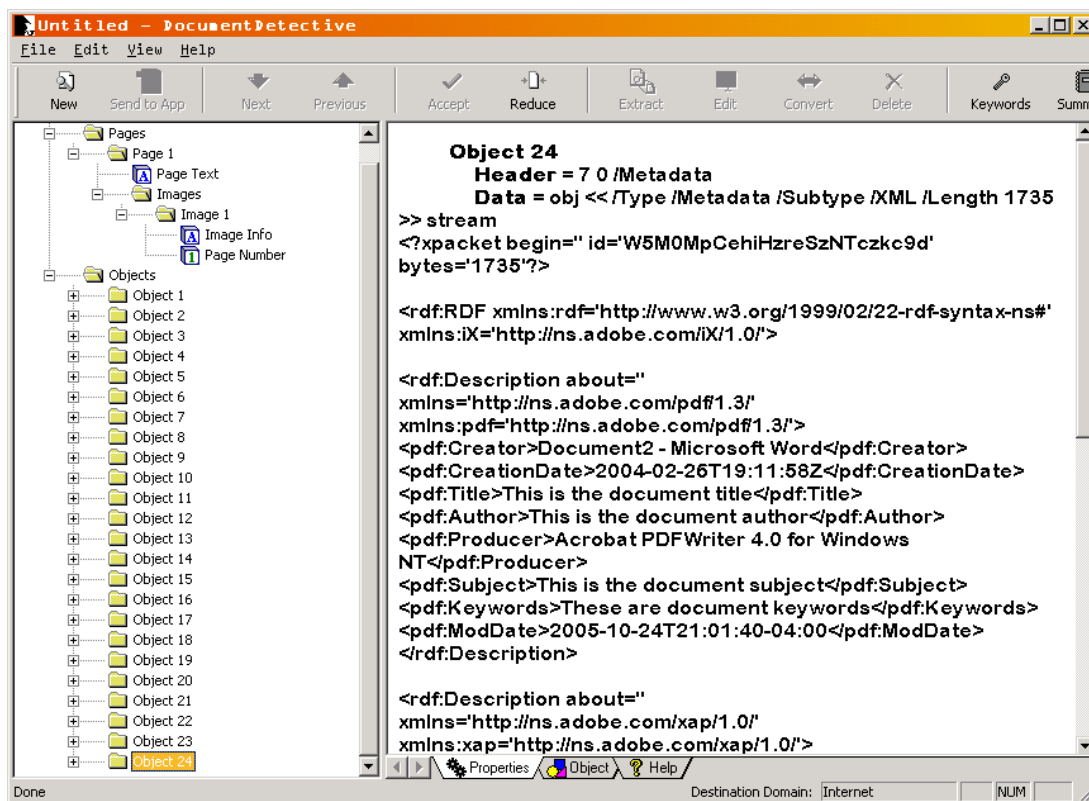 Untitled - DocumentDetective
File Edit View Help
New Send to App Next Previous Accept Reduce Extract Edit Convert Delete Keywords Summ
Pages
Page 1
Page Text
Images
Image 1
Image Info
Page Number
Objects
Object 1
Object 2
Object 3
Object 4
Object 5
Object 6
Object 7
Object 8
Object 9
Object 10
Object 11
Object 12
Object 13
Object 14
Object 15
Object 16
Object 17
Object 18
Object 19
Object 20
Object 21
Object 22
Object 23
Object 24
Object 24
Header = 7 0 /Metadata
Data = obj << /Type /Metadata /Subtype /XML /Length 1735
>> stream
<?xpacket begin='' id='W5M0MpCehiHzreSzNTczkc9d'
bytes='1735'?>
<rdf:RDF xmlns:rdf='http://www.w3.org/1999/02/22-rdf-syntax-ns#'
xmlns:iX='http://ns.adobe.com/iX/1.0/'>
<rdf:Description about=''
xmlns='http://ns.adobe.com/pdf/1.3/'
xmlns:pdf='http://ns.adobe.com/pdf/1.3/'>
<pdf:Creator>Document2 - Microsoft Word</pdf:Creator>
<pdf:CreationDate>2004-02-26T19:11:58Z</pdf:CreationDate>
<pdf:Title>This is the document title</pdf:Title>
<pdf:Author>This is the document author</pdf:Author>
<pdf:Producer>Acrobat PDFWriter 4.0 for Windows
NT</pdf:Producer>
<pdf:Subject>This is the document subject</pdf:Subject>
<pdf:Keywords>These are document keywords</pdf:Keywords>
<pdf:ModDate>2005-10-24T21:01:40-04:00</pdf:ModDate>
</rdf:Description>
<rdf:Description about=''
xmlns='http://ns.adobe.com/xap/1.0/'
xmlns:xap='http://ns.adobe.com/xap/1.0/'>
Properties Object Help
Done Destination Domain: Internet NUM